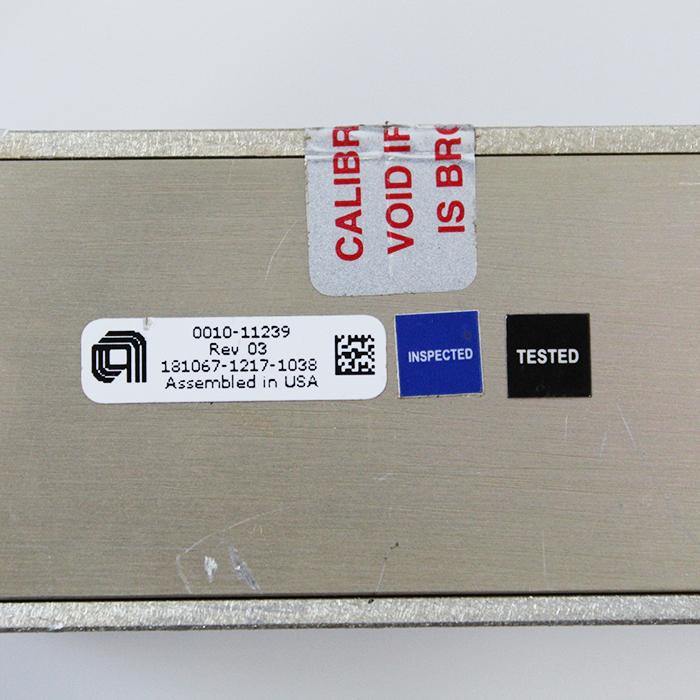 CALIBR
VOID IF
IS BRO
0010-11239
Rev 03
181067-1217-1038
Assembled in USA
INSPECTED
TESTED